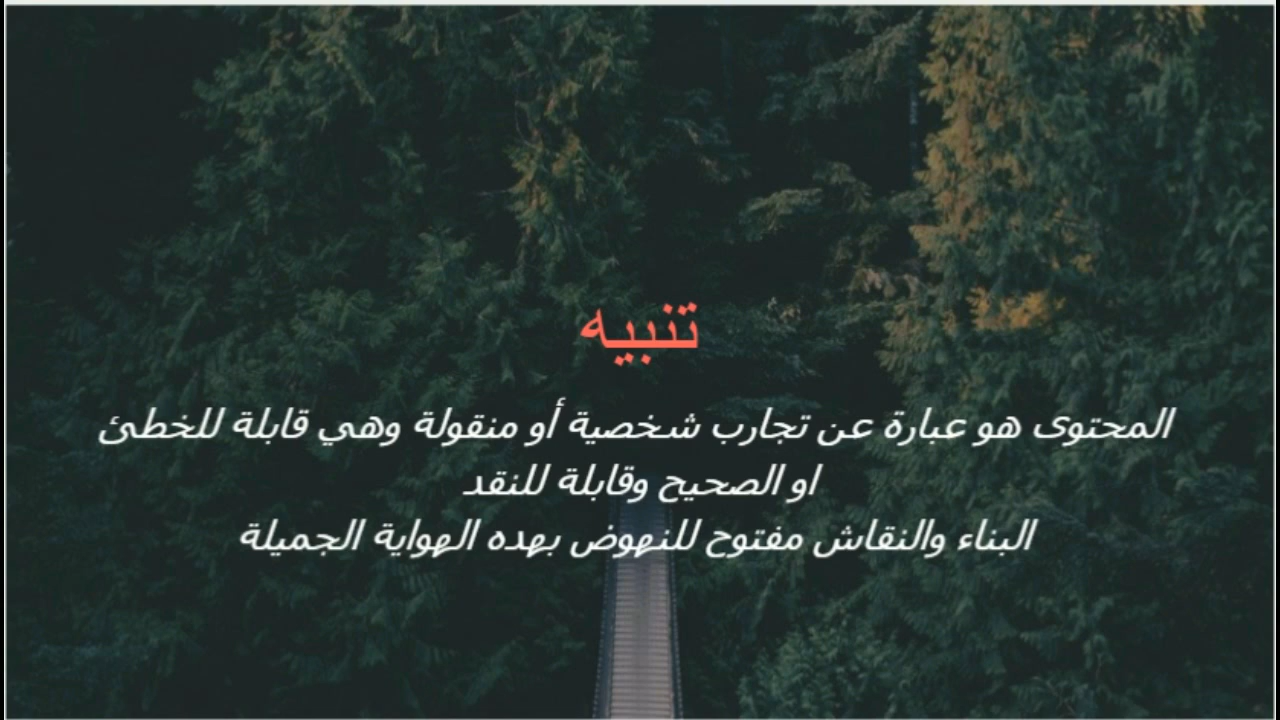 تنبيه
المحتوى هو عبارة عن تجارب شخصية أو منقولة وهي قابلة للخطئ
او الصحيح وقابلة للنقد
البناء والنقاش مفتوح للنهوض بهده الهواية الجميلة